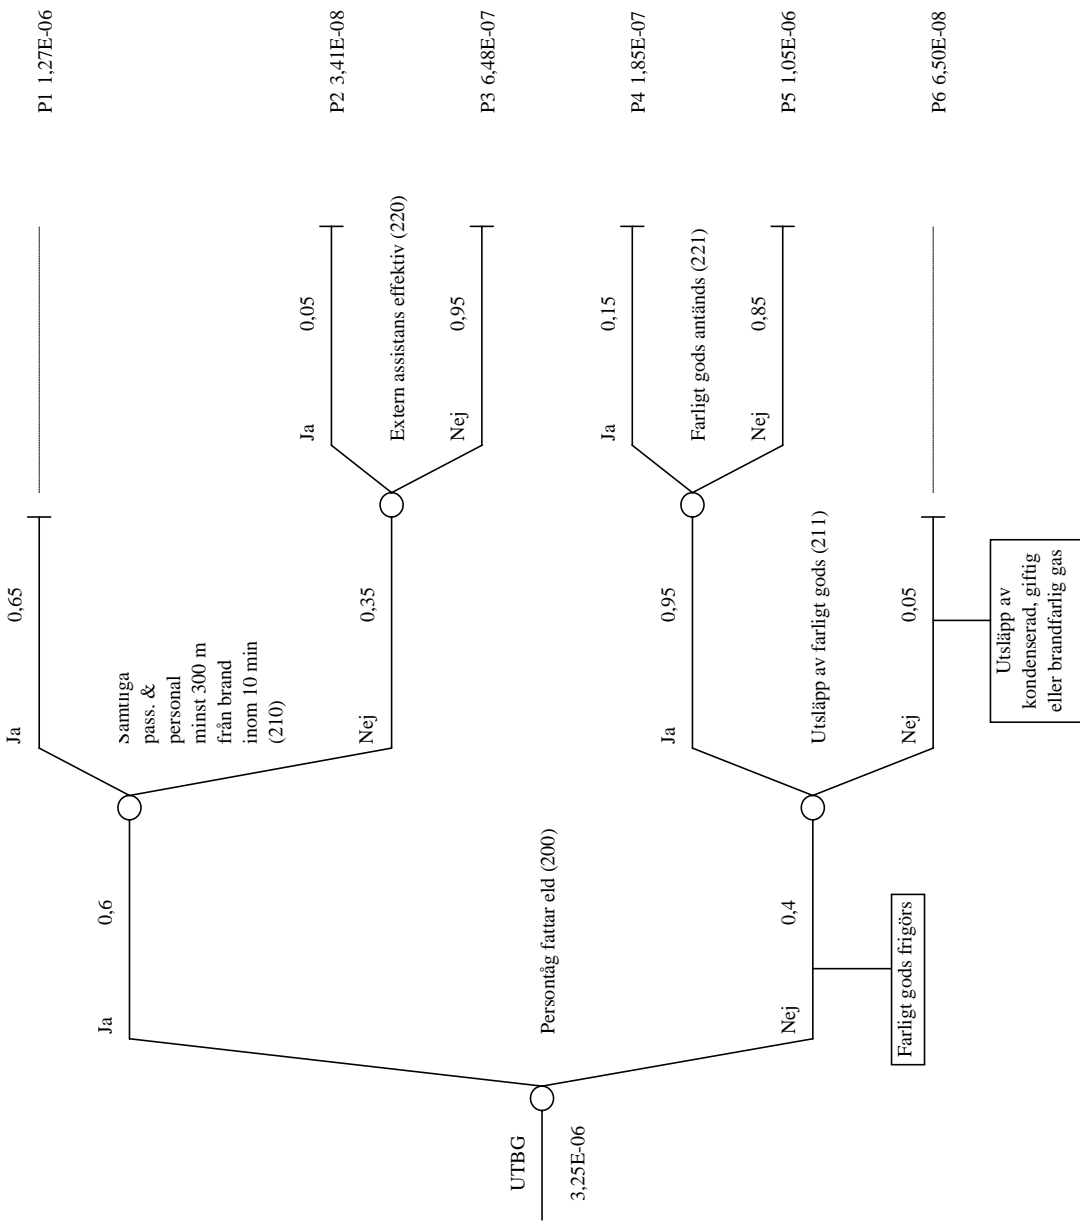 UTBG
3,25E-06
Persontåg fattar eld (200)
Ja
0,6
Nej
0,4
Farligt gods frigörs
Samtliga
pass. &
personal
minst 300 m
från brand
inom 10 min
(210)
Ja
0,65
Nej
0,35
Utsläpp av farligt gods (211)
Ja
0,95
Nej
0,05
Utsläpp av
kondenserad, giftig
eller brandfarlig gas
Extern assistans effektiv (220)
Ja
0,05
Nej
0,95
Farligt gods antänds (221)
Ja
0,15
Nej
0,85
P1 1,27E-06
P2 3,41E-08
P3 6,48E-07
P4 1,85E-07
P5 1,05E-06
P6 6,50E-08